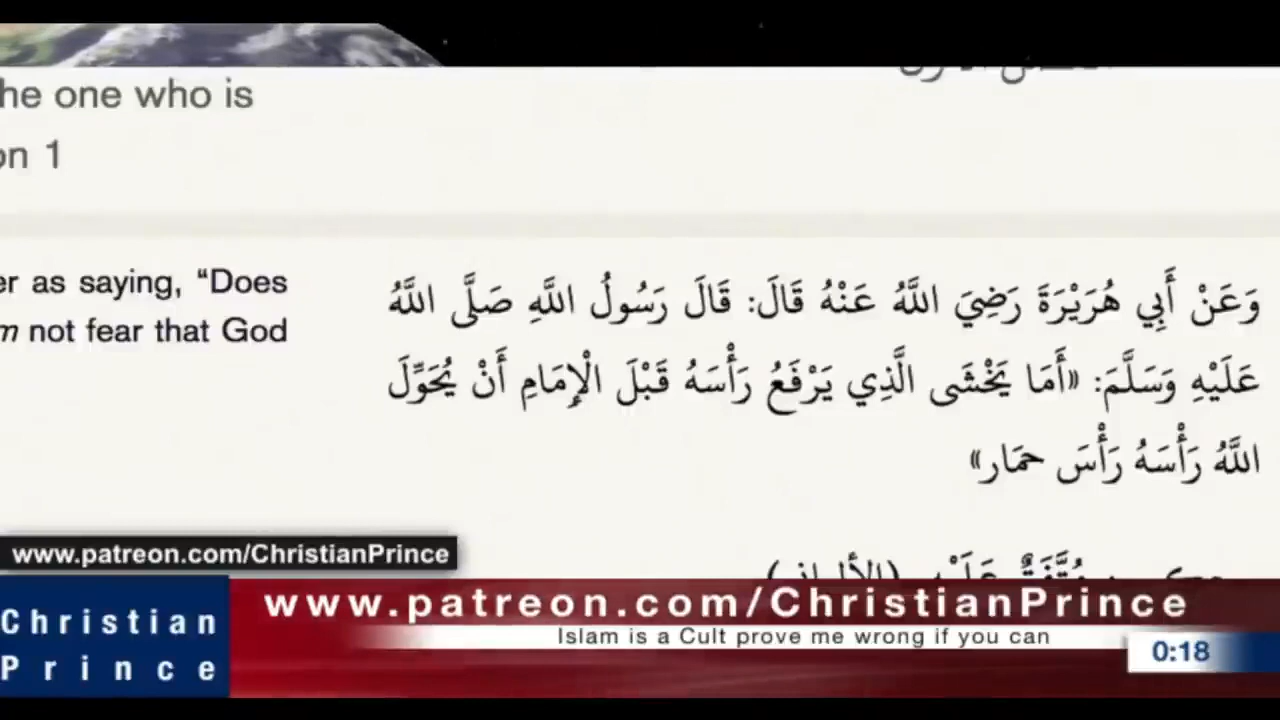 he one who is
on 1
er as saying, “Does
m not fear that God
وَعَنْ أَبِي هُرَيْرَةَ رَضِيَ اللَّهُ عَنْهُ قَالَ: قَالَ رَسُولُ اللَّهِ صَلَّى اللَّهُ
عَلَيْهِ وَسَلَّمَ: «أَمَا يَخْشَى الَّذِي يَرْفَعُ رَأْسَهُ قَبْلَ الْإِمَامِ أَنْ يُحَوِّلَ
اللَّهُ رَأْسَهُ رَأْسَ حمَار»
مُتَّفَقٌ عَلَيْهِ (الألباني)
www.patreon.com/ChristianPrince
Christian
Prince
www.patreon.com/ChristianPrince
Islam is a Cult prove me wrong if you can
0:18